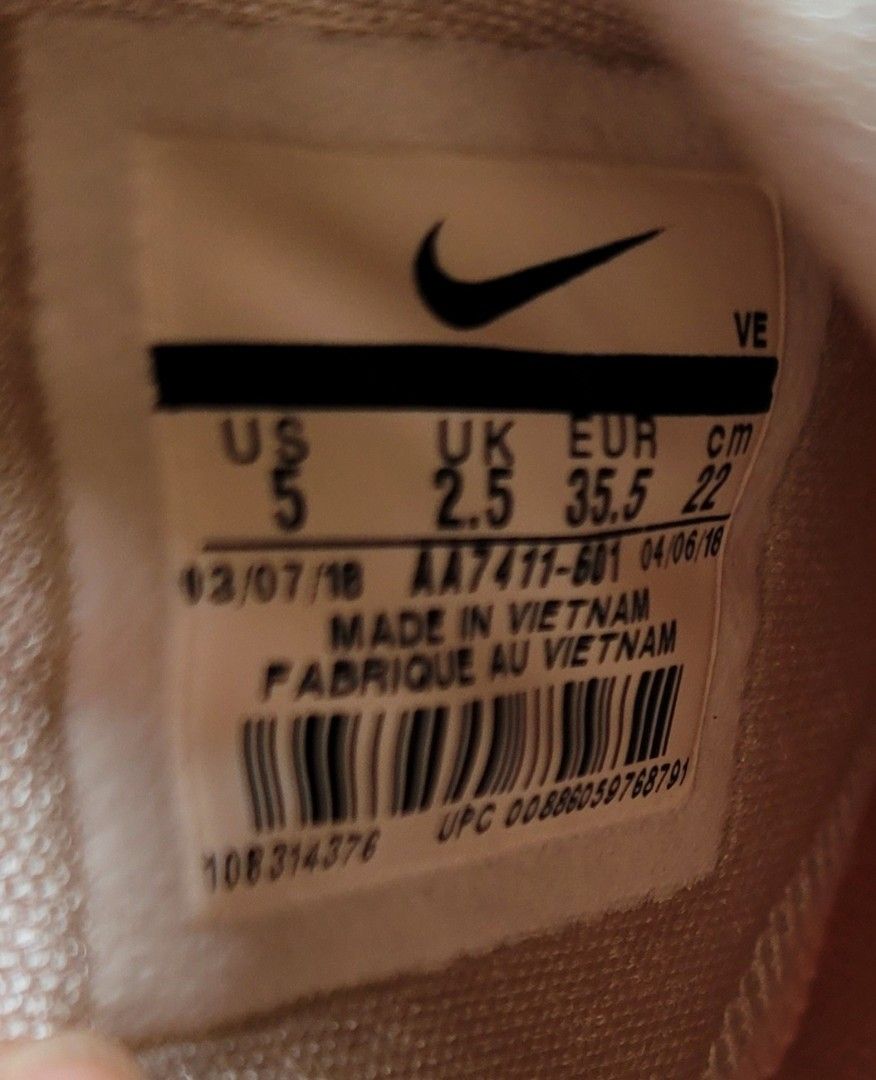 VE
US UK EUR cm
5 2.5 35.5 22
AA7411-601 04/06/18
MADE IN VIETNAM
FABRIQUE AU VIETNAM
UPC 00886059768791
108314376